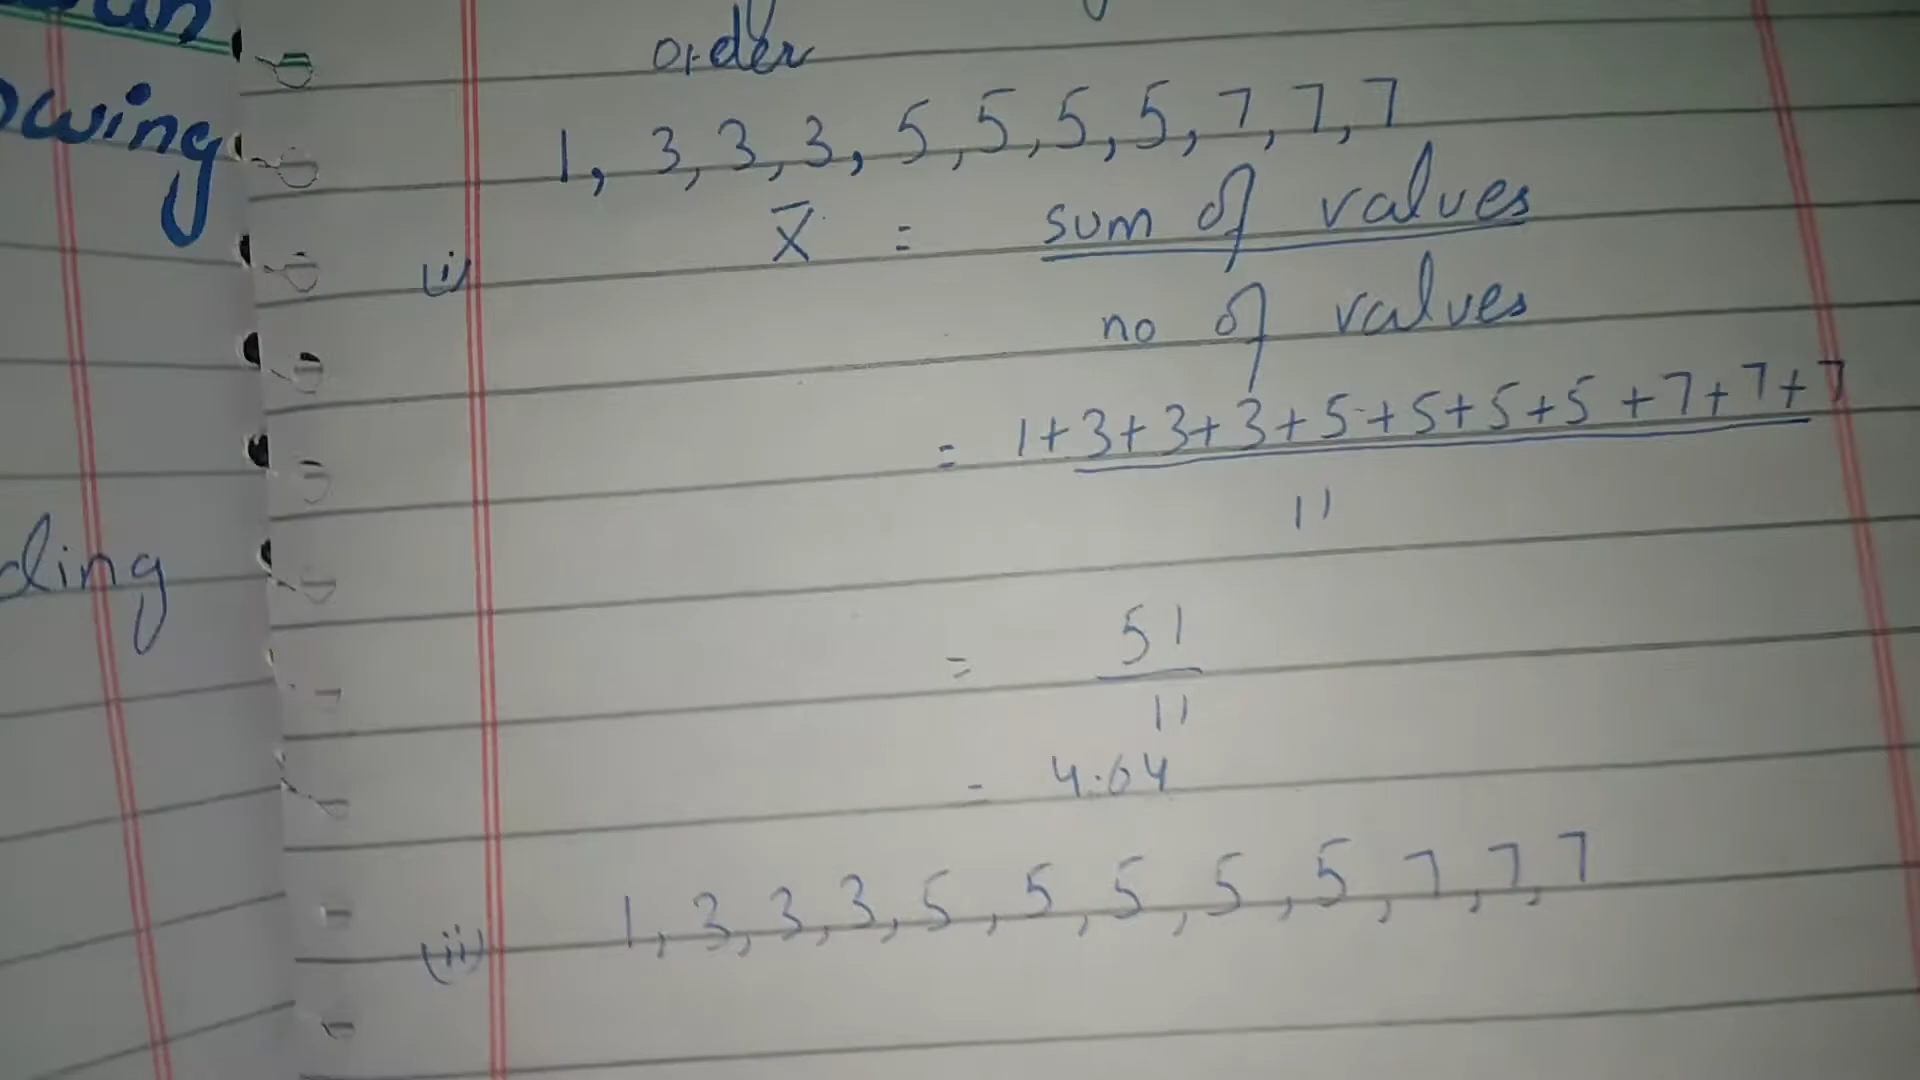 owing
ding
order
1, 3, 3, 3, 5, 5, 5, 5, 7, 7, 7
(i) X̄ = sum of values
no of values
= 1+3+3+3+5+5+5+5+7+7+7
11
= 51
11
= 4.64
(ii) 1, 3, 3, 3, 5, 5, 5, 5, 5, 7, 7, 7